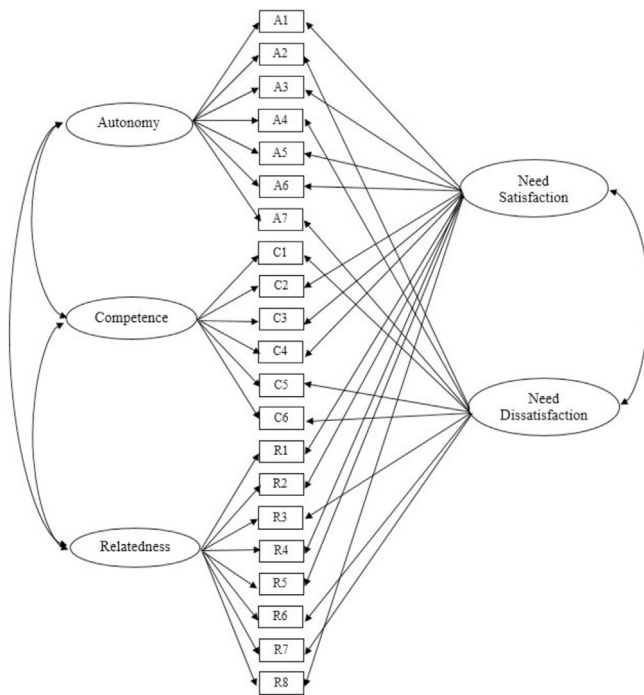 A1
A2
A3
A4
Autonomy
A5
A6
Need
Satisfaction
A7
C1
C2
Competence
C3
C4
C5
Need
Dissatisfaction
C6
R1
R2
R3
Relatedness
R4
R5
R6
R7
R8